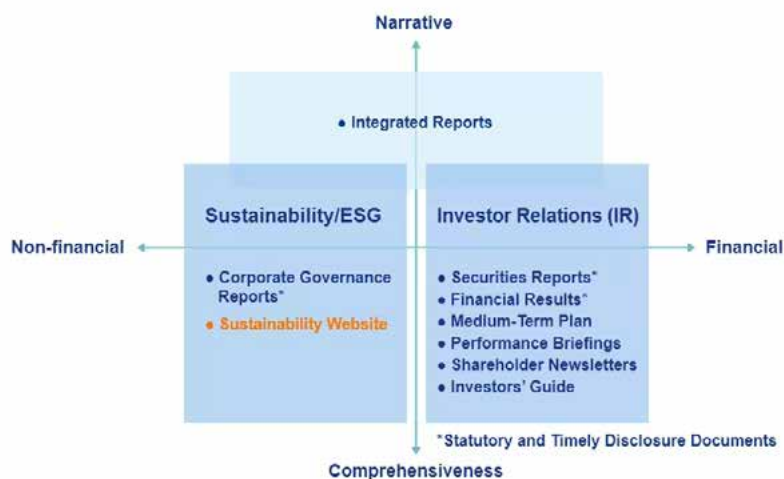 Narrative
● Integrated Reports
Sustainability/ESG
Investor Relations (IR)
Non-financial
Financial
● Corporate Governance
Reports*
● Sustainability Website
● Securities Reports*
● Financial Results*
● Medium-Term Plan
● Performance Briefings
● Shareholder Newsletters
● Investors' Guide
*Statutory and Timely Disclosure Documents
Comprehensiveness